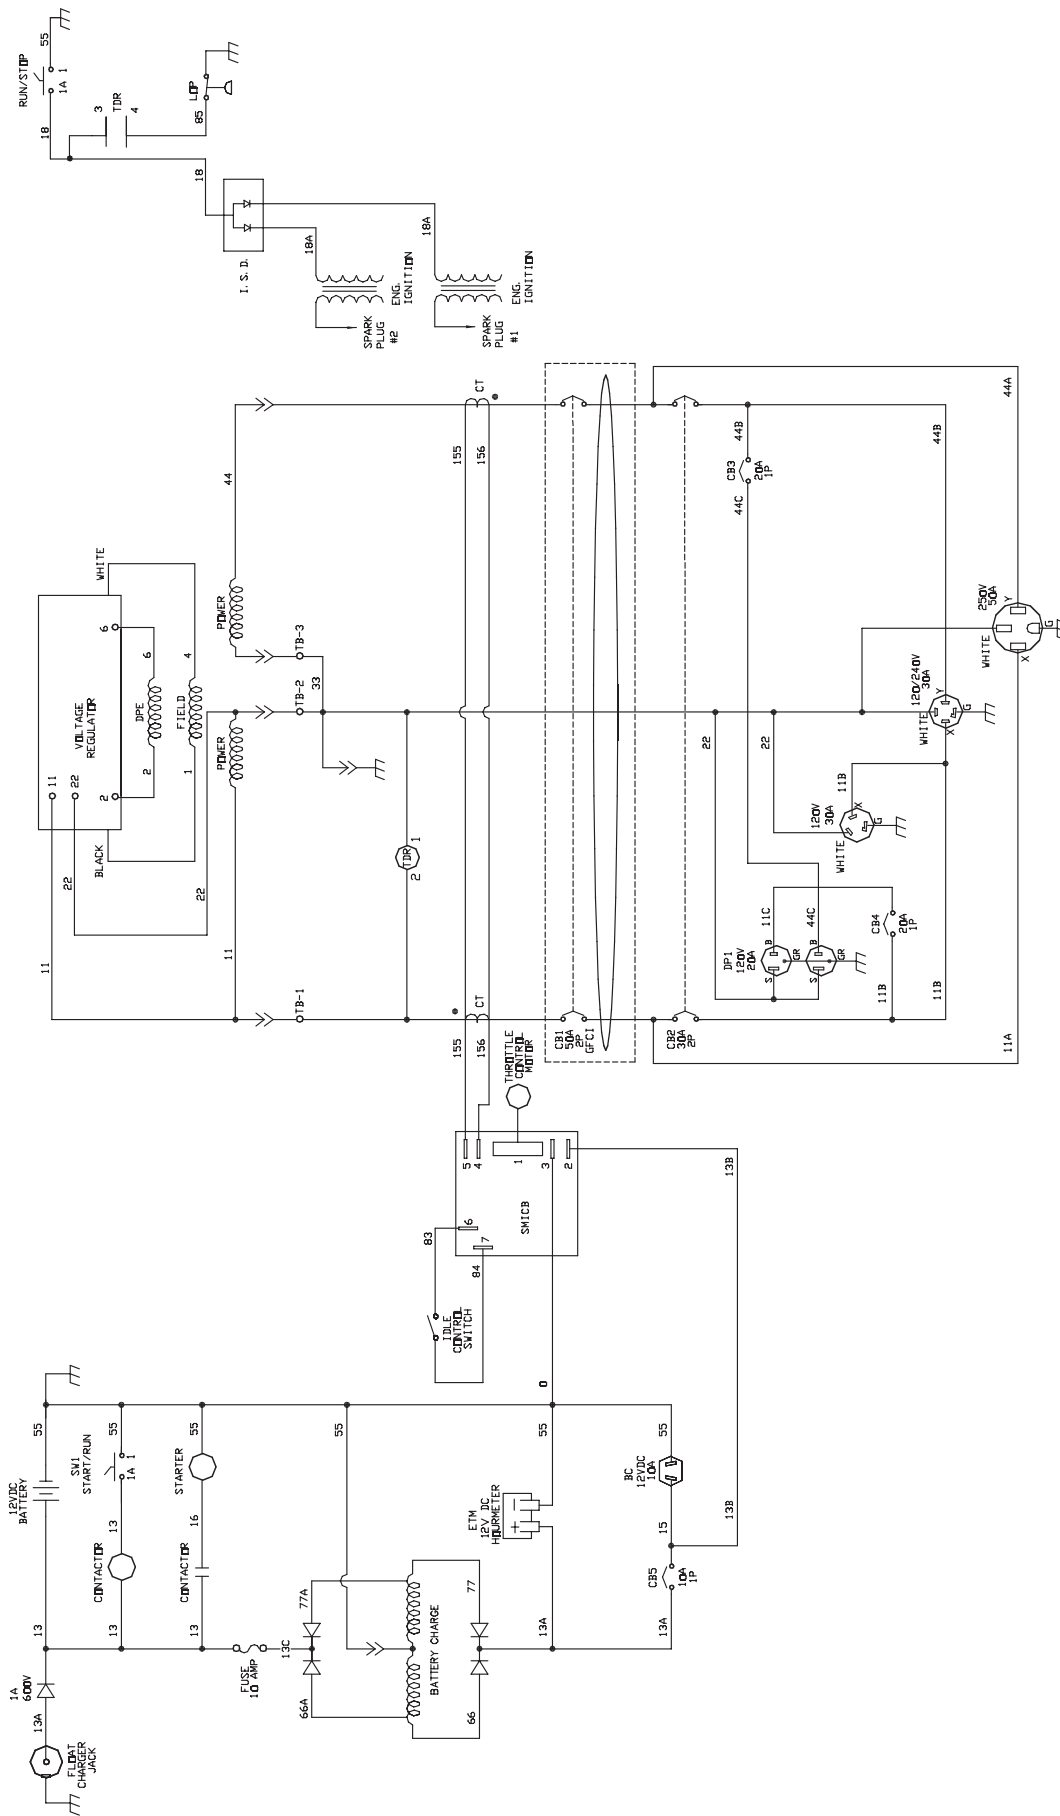 RUN/STOP
55
1A 1
18
3
TDR
4
LOP
85
18
I. S. D.
18A
18A
SPARK
PLUG
#2
ENG.
IGNITION
SPARK
PLUG
#1
ENG.
IGNITION
VOLTAGE
REGULATOR
11
22
2
6
BLACK
WHITE
DPE
2
6
FIELD
1
4
11
22
22
11
POWER
POWER
44
TB-1
TB-2
TB-3
33
2
TDR
1
155
156
CT
155
156
CT
CB1
50A
2P
GFCI
CB2
30A
2P
THROTTLE
CONTROL
MOTOR
SMICB
5
4
1
3
2
6
7
83
84
IDLE
CONTROL
SWITCH
0
13B
13B
44A
44B
44B
CB3
20A
1P
44C
22
22
DP1
120V
20A
S
B
GR
S
B
GR
11C
44C
CB4
20A
1P
11B
11B
11A
120V
30A
WHITE
X
G
11B
120/240V
30A
WHITE
X
Y
G
250V
50A
WHITE
X
Y
G
12VDC
BATTERY
13
55
SW1
START/RUN
1A 1
CONTACTOR
13
13
55
STARTER
CONTACTOR
13
16
55
1A
600V
13A
FLOAT
CHARGER
JACK
FUSE
10 AMP
13C
77A
66A
BATTERY CHARGE
77
66
55
ETM
12V DC
HOURMETER
+
-
13A
55
BC
12VDC
10A
55
15
CB5
10A
1P
13A